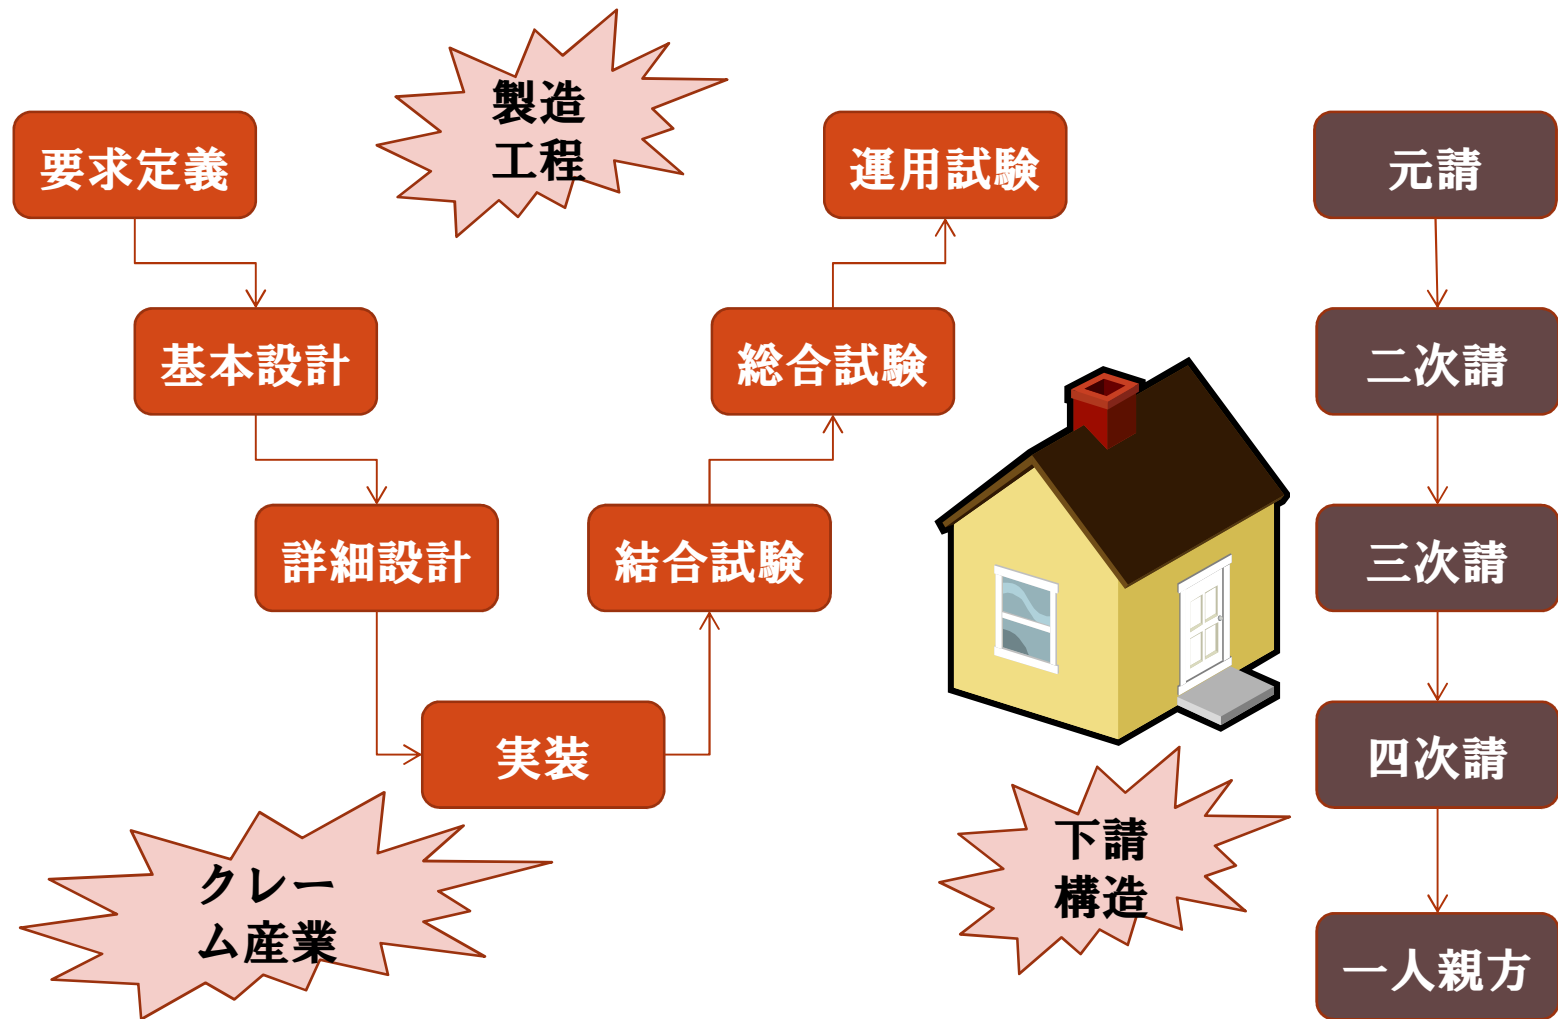 製造
工程
要求定義
運用試験
元請
基本設計
総合試験
二次請
詳細設計
結合試験
三次請
実装
四次請
クレー
ム産業
下請
構造
一人親方